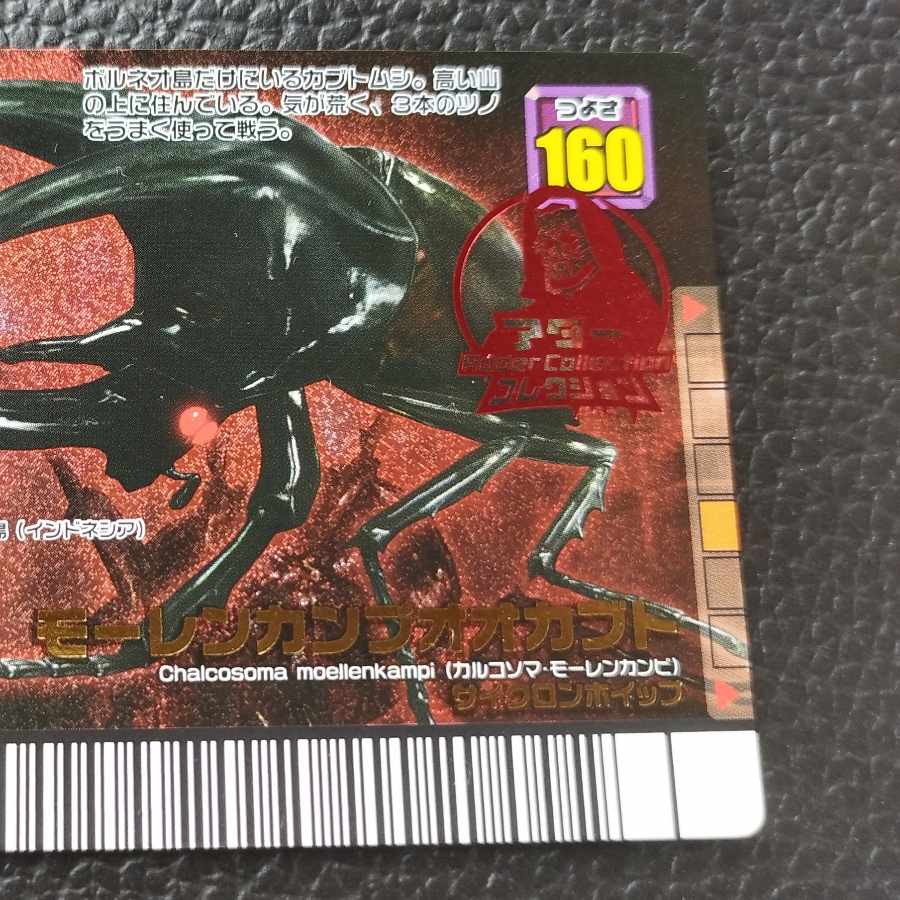 ボルネオ島だけにいるカブトムシ。高い山
の上に住んでいる。気が荒く、3本のツノ
をうまく使って戦う。
つよさ
160
アダー
Adder Collection
コレクション
島(インドネシア)
モーレンカンプオオカブト
Chalcosoma moellenkampi (カルコソマ・モーレンカンピ)
サイクロンホイップ